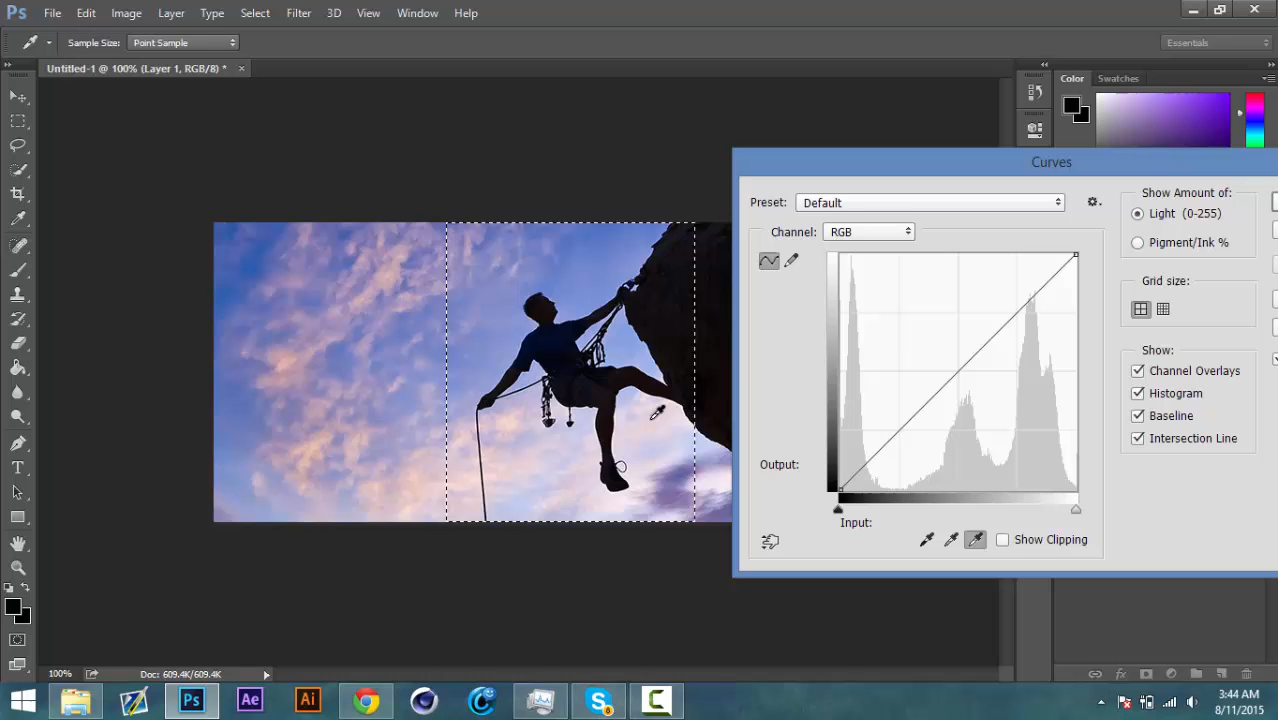 Ps File Edit Image Layer Type Select Filter 3D View Window Help
Sample Size: Point Sample Essentials
Untitled-1 @ 100% (Layer 1, RGB/8) * ×
Color Swatches
Curves
Preset: Default
Channel: RGB
Show Amount of:
Light (0-255)
Pigment/Ink %
Grid size:
Show:
Channel Overlays
Histogram
Baseline
Intersection Line
Output:
Input:
Show Clipping
T
100% Doc: 609.4K/609.4K
fx
Ps Ae Ai C S 8 C
3:44 AM
8/11/2015